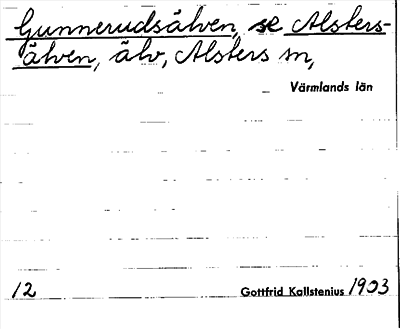 Gunnerudsälven, se Alsters-
älven, älv, Alsters sn,
Värmlands län
12 Gottfrid Kallstenius 1903